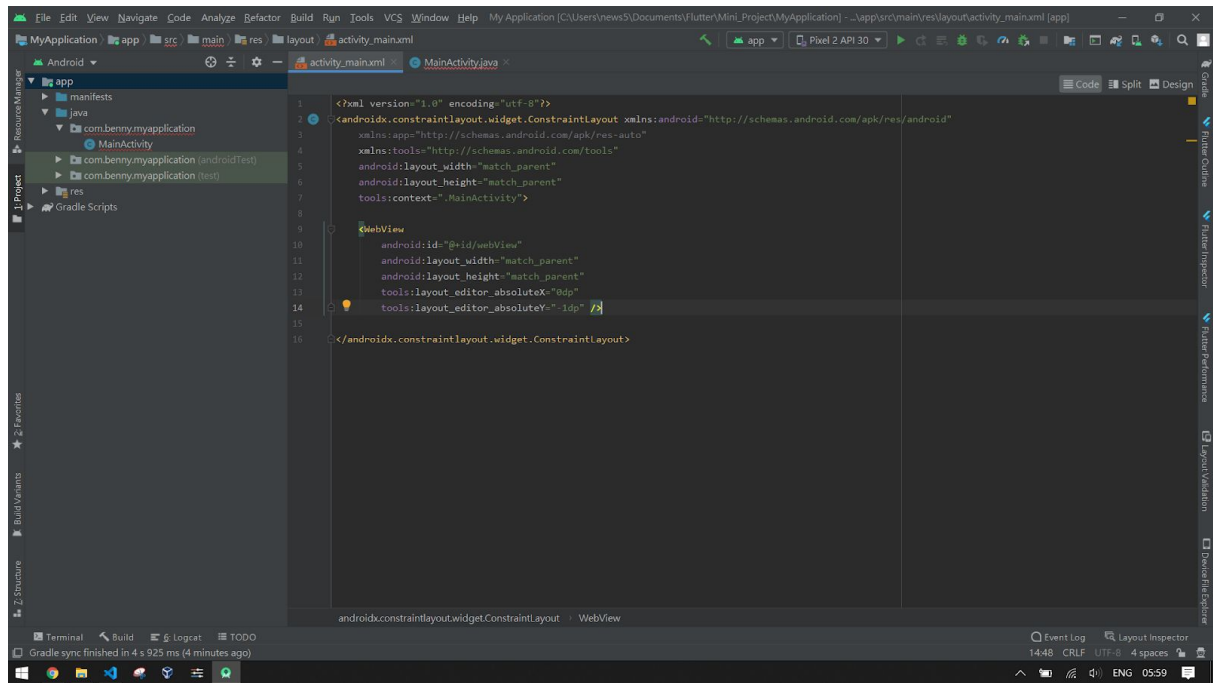 File Edit View Navigate Code Analyze Refactor Build Run Tools VCS Window Help My Application [C:\Users\news5\Documents\Flutter\Mini_Project\MyApplication] - ...\app\src\main\res\layout\activity_main.xml [app]
MyApplication app src main res layout activity_main.xml app Pixel 2 API 30
Android activity_main.xml MainActivity.java
Code Split Design
app
manifests
java
com.benny.myapplication
MainActivity
com.benny.myapplication (androidTest)
com.benny.myapplication (test)
res
Gradle Scripts
1 <?xml version="1.0" encoding="utf-8"?>
2 <androidx.constraintlayout.widget.ConstraintLayout xmlns:android="http://schemas.android.com/apk/res/android"
3 xmlns:app="http://schemas.android.com/apk/res-auto"
4 xmlns:tools="http://schemas.android.com/tools"
5 android:layout_width="match_parent"
6 android:layout_height="match_parent"
7 tools:context=".MainActivity">
8
9 <WebView
10 android:id="@+id/webView"
11 android:layout_width="match_parent"
12 android:layout_height="match_parent"
13 tools:layout_editor_absoluteX="0dp"
14 tools:layout_editor_absoluteY="-1dp" />
15
16 </androidx.constraintlayout.widget.ConstraintLayout>
Resource Manager
1: Project
2: Favorites
Build Variants
Z: Structure
Gradle
Flutter Outline
Flutter Inspector
Flutter Performance
Layout Validation
Device File Explorer
androidx.constraintlayout.widget.ConstraintLayout WebView
Terminal Build 6: Logcat TODO Event Log Layout Inspector
Gradle sync finished in 4 s 925 ms (4 minutes ago) 14:48 CRLF UTF-8 4 spaces
ENG 05:59